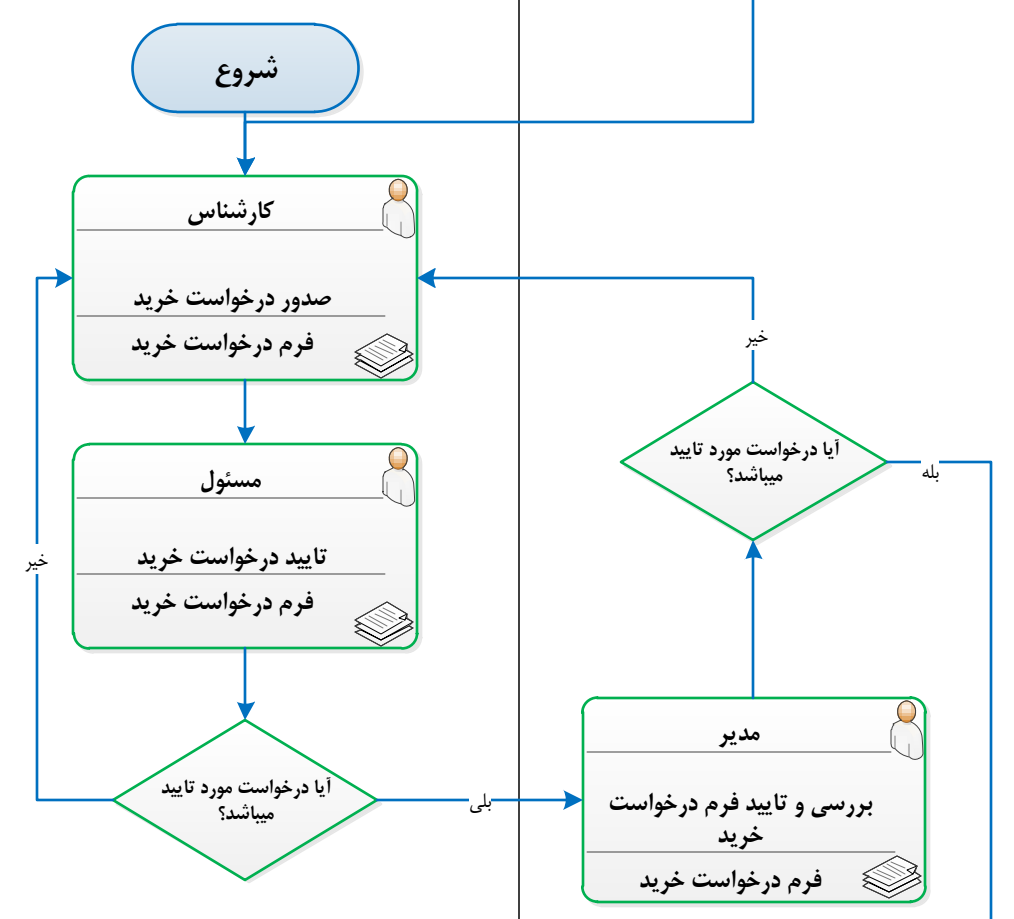 شروع
کارشناس
صدور درخواست خرید
فرم درخواست خرید
مسئول
تایید درخواست خرید
فرم درخواست خرید
خیر
آیا درخواست مورد تایید
میباشد؟
بلی
مدیر
بررسی و تایید فرم درخواست
خرید
فرم درخواست خرید
آیا درخواست مورد تایید
میباشد؟
خیر
بله